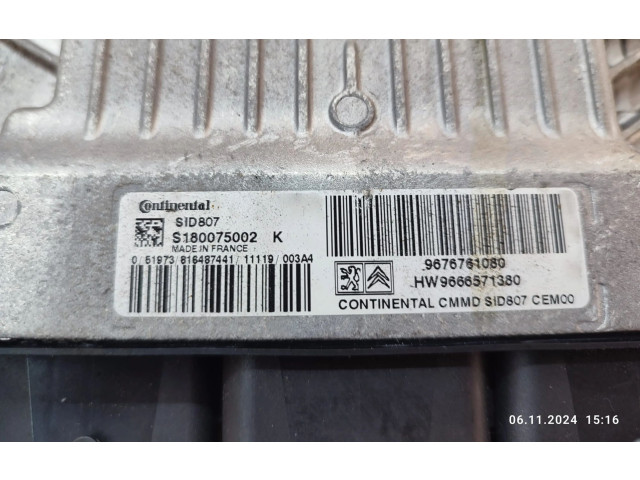 Continental
SID807
S180075002 K
MADE IN FRANCE
0/51973/816487441/11119/003A4
.9676761080
.HW9666571380
CONTINENTAL CMMD SID807 CEM00
06.11.2024 15:16